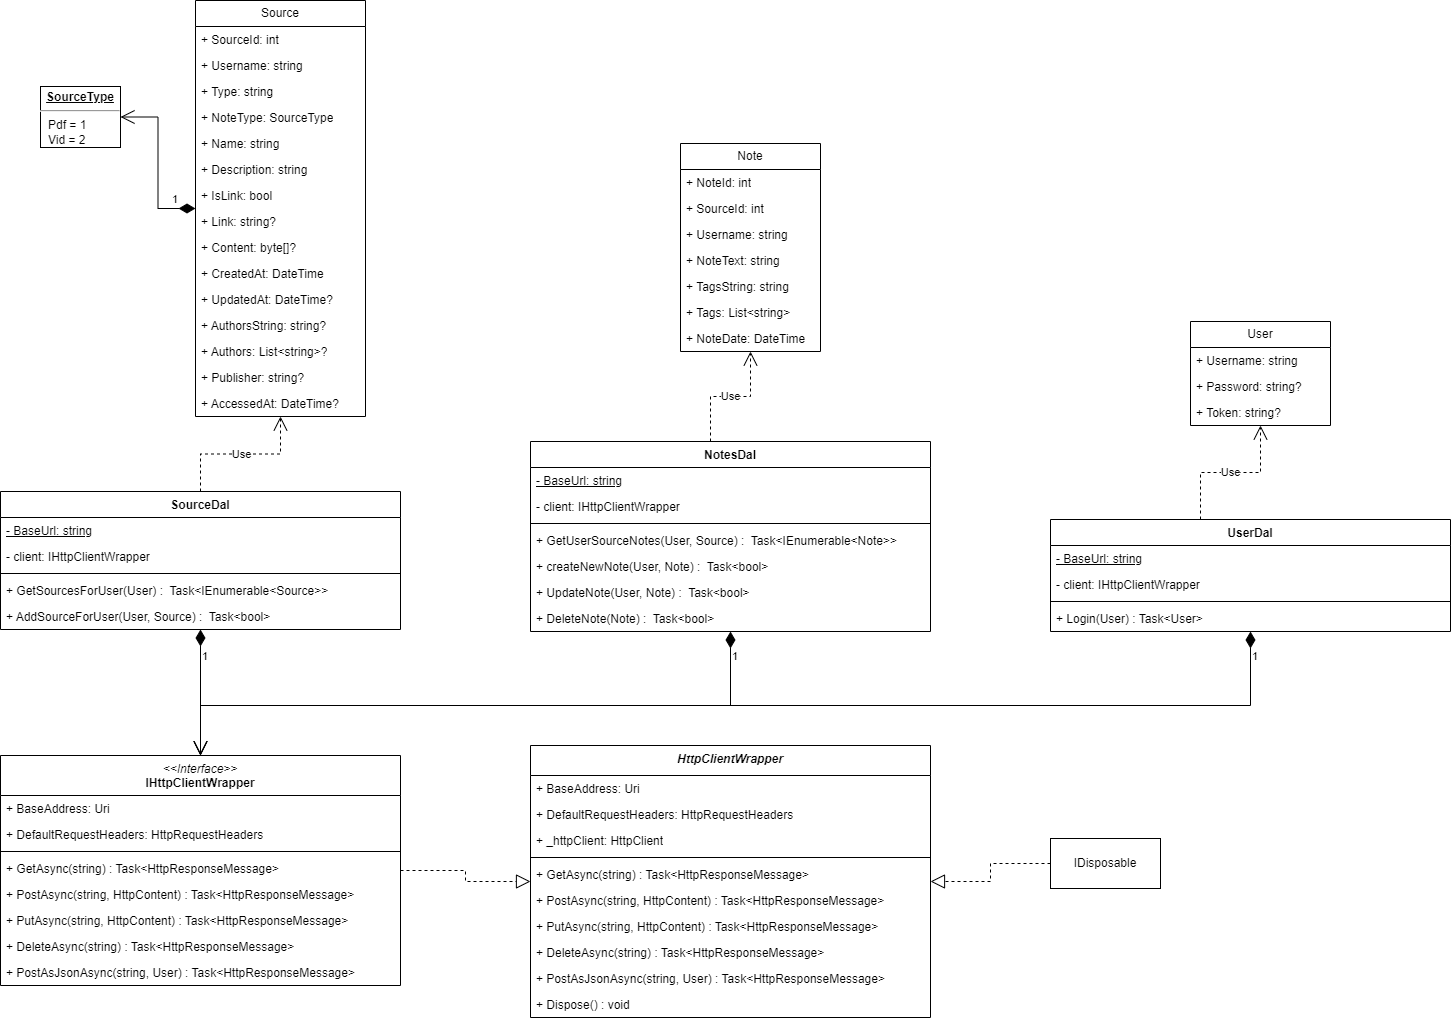 Source
+ SourceId: int
+ Username: string
+ Type: string
+ NoteType: SourceType
+ Name: string
+ Description: string
+ IsLink: bool
+ Link: string?
+ Content: byte[]?
+ CreatedAt: DateTime
+ UpdatedAt: DateTime?
+ AuthorsString: string?
+ Authors: List<string>?
+ Publisher: string?
+ AccessedAt: DateTime?
SourceType
Pdf = 1
Vid = 2
1
Note
+ NoteId: int
+ SourceId: int
+ Username: string
+ NoteText: string
+ TagsString: string
+ Tags: List<string>
+ NoteDate: DateTime
User
+ Username: string
+ Password: string?
+ Token: string?
Use
Use
Use
SourceDal
- BaseUrl: string
- client: IHttpClientWrapper
+ GetSourcesForUser(User) : Task<IEnumerable<Source>>
+ AddSourceForUser(User, Source) : Task<bool>
1
NotesDal
- BaseUrl: string
- client: IHttpClientWrapper
+ GetUserSourceNotes(User, Source) : Task<IEnumerable<Note>>
+ createNewNote(User, Note) : Task<bool>
+ UpdateNote(User, Note) : Task<bool>
+ DeleteNote(Note) : Task<bool>
1
UserDal
- BaseUrl: string
- client: IHttpClientWrapper
+ Login(User) : Task<User>
1
<<Interface>>
IHttpClientWrapper
+ BaseAddress: Uri
+ DefaultRequestHeaders: HttpRequestHeaders
+ GetAsync(string) : Task<HttpResponseMessage>
+ PostAsync(string, HttpContent) : Task<HttpResponseMessage>
+ PutAsync(string, HttpContent) : Task<HttpResponseMessage>
+ DeleteAsync(string) : Task<HttpResponseMessage>
+ PostAsJsonAsync(string, User) : Task<HttpResponseMessage>
HttpClientWrapper
+ BaseAddress: Uri
+ DefaultRequestHeaders: HttpRequestHeaders
+ _httpClient: HttpClient
+ GetAsync(string) : Task<HttpResponseMessage>
+ PostAsync(string, HttpContent) : Task<HttpResponseMessage>
+ PutAsync(string, HttpContent) : Task<HttpResponseMessage>
+ DeleteAsync(string) : Task<HttpResponseMessage>
+ PostAsJsonAsync(string, User) : Task<HttpResponseMessage>
+ Dispose() : void
IDisposable